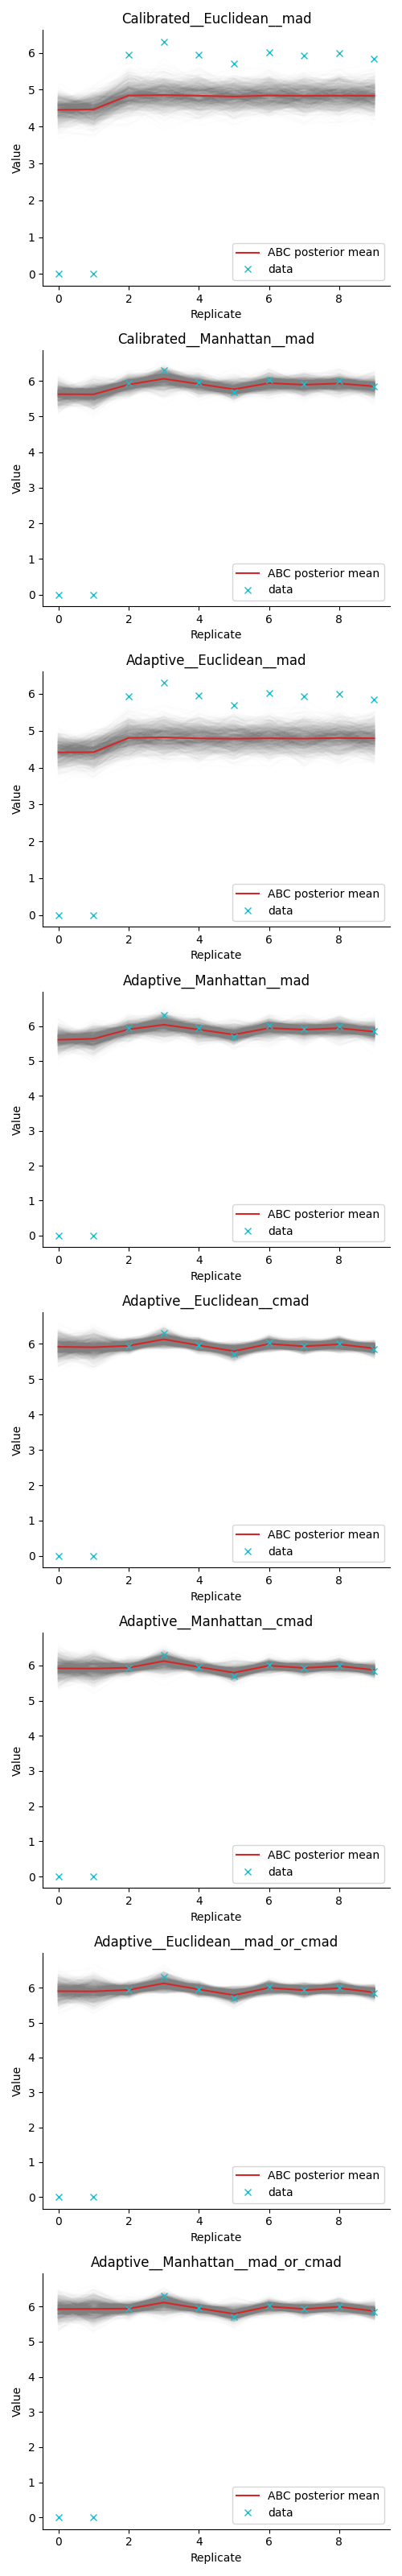 Calibrated__Euclidean__mad
6
5
4
3
2
1
0
Value
ABC posterior mean
data
0 2 4 6 8
Replicate
Calibrated__Manhattan__mad
6
5
4
3
2
1
0
Value
ABC posterior mean
data
0 2 4 6 8
Replicate
Adaptive__Euclidean__mad
6
5
4
3
2
1
0
Value
ABC posterior mean
data
0 2 4 6 8
Replicate
Adaptive__Manhattan__mad
6
5
4
3
2
1
0
Value
ABC posterior mean
data
0 2 4 6 8
Replicate
Adaptive__Euclidean__cmad
6
5
4
3
2
1
0
Value
ABC posterior mean
data
0 2 4 6 8
Replicate
Adaptive__Manhattan__cmad
6
5
4
3
2
1
0
Value
ABC posterior mean
data
0 2 4 6 8
Replicate
Adaptive__Euclidean__mad_or_cmad
6
5
4
3
2
1
0
Value
ABC posterior mean
data
0 2 4 6 8
Replicate
Adaptive__Manhattan__mad_or_cmad
6
5
4
3
2
1
0
Value
ABC posterior mean
data
0 2 4 6 8
Replicate